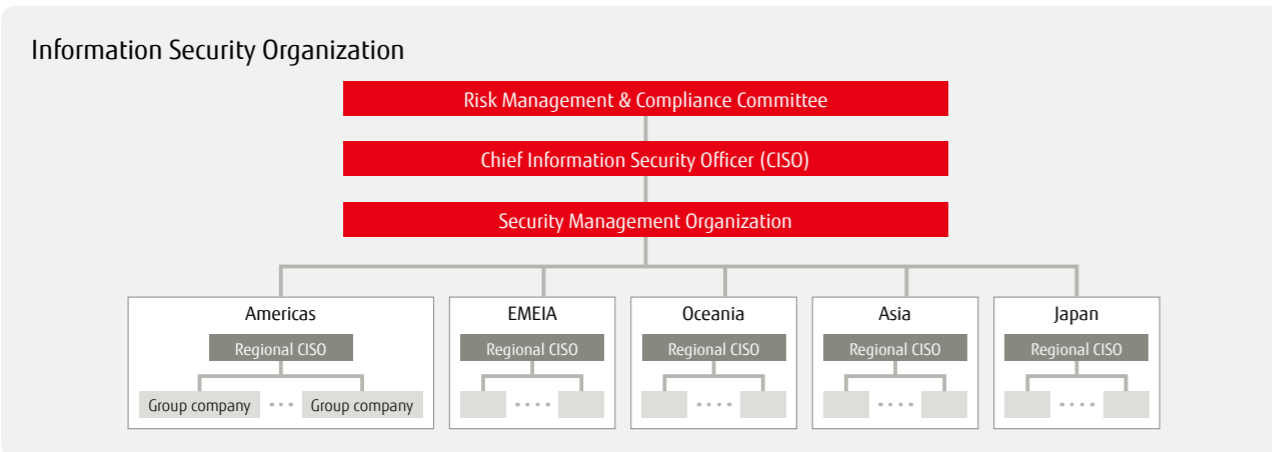 Information Security Organization
Risk Management & Compliance Committee
Chief Information Security Officer (CISO)
Security Management Organization
Americas
Regional CISO
Group company
Group company
EMEIA
Regional CISO
Oceania
Regional CISO
Asia
Regional CISO
Japan
Regional CISO